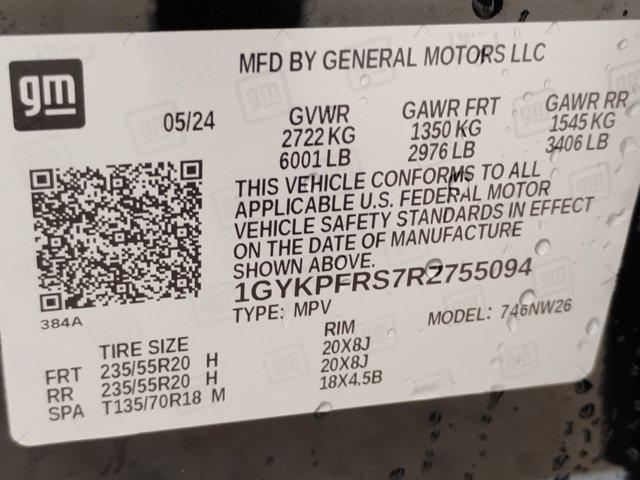 MFD BY GENERAL MOTORS LLC
gm
05/24
GVWR GAWR FRT GAWR RR
2722 KG 1350 KG 1545 KG
6001 LB 2976 LB 3406 LB
THIS VEHICLE CONFORMS TO ALL
APPLICABLE U.S. FEDERAL MOTOR
VEHICLE SAFETY STANDARDS IN EFFECT
ON THE DATE OF MANUFACTURE
SHOWN ABOVE.
1GYKPFRS7RZ755094
TYPE: MPV MODEL: 746NW26
384A
TIRE SIZE RIM
FRT 235/55R20 H 20X8J
RR 235/55R20 H 20X8J
SPA T135/70R18 M 18X4.5B